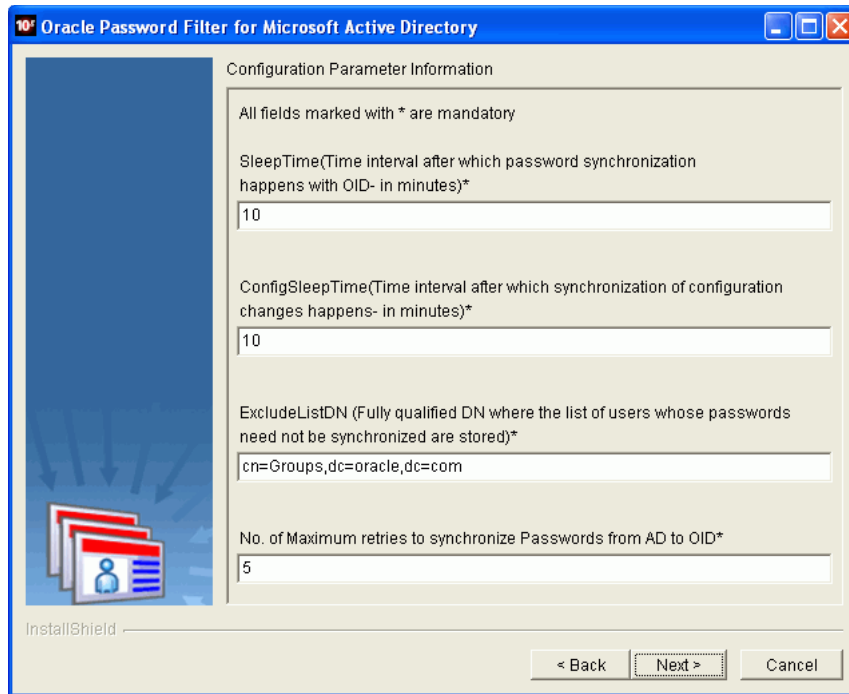 10g Oracle Password Filter for Microsoft Active Directory
Configuration Parameter Information
All fields marked with * are mandatory
SleepTime(Time interval after which password synchronization
happens with OID- in minutes)*
10
ConfigSleepTime(Time interval after which synchronization of configuration
changes happens- in minutes)*
10
ExcludeListDN (Fully qualified DN where the list of users whose passwords
need not be synchronized are stored)*
cn=Groups,dc=oracle,dc=com
No. of Maximum retries to synchronize Passwords from AD to OID*
5
InstallShield
< Back Next > Cancel